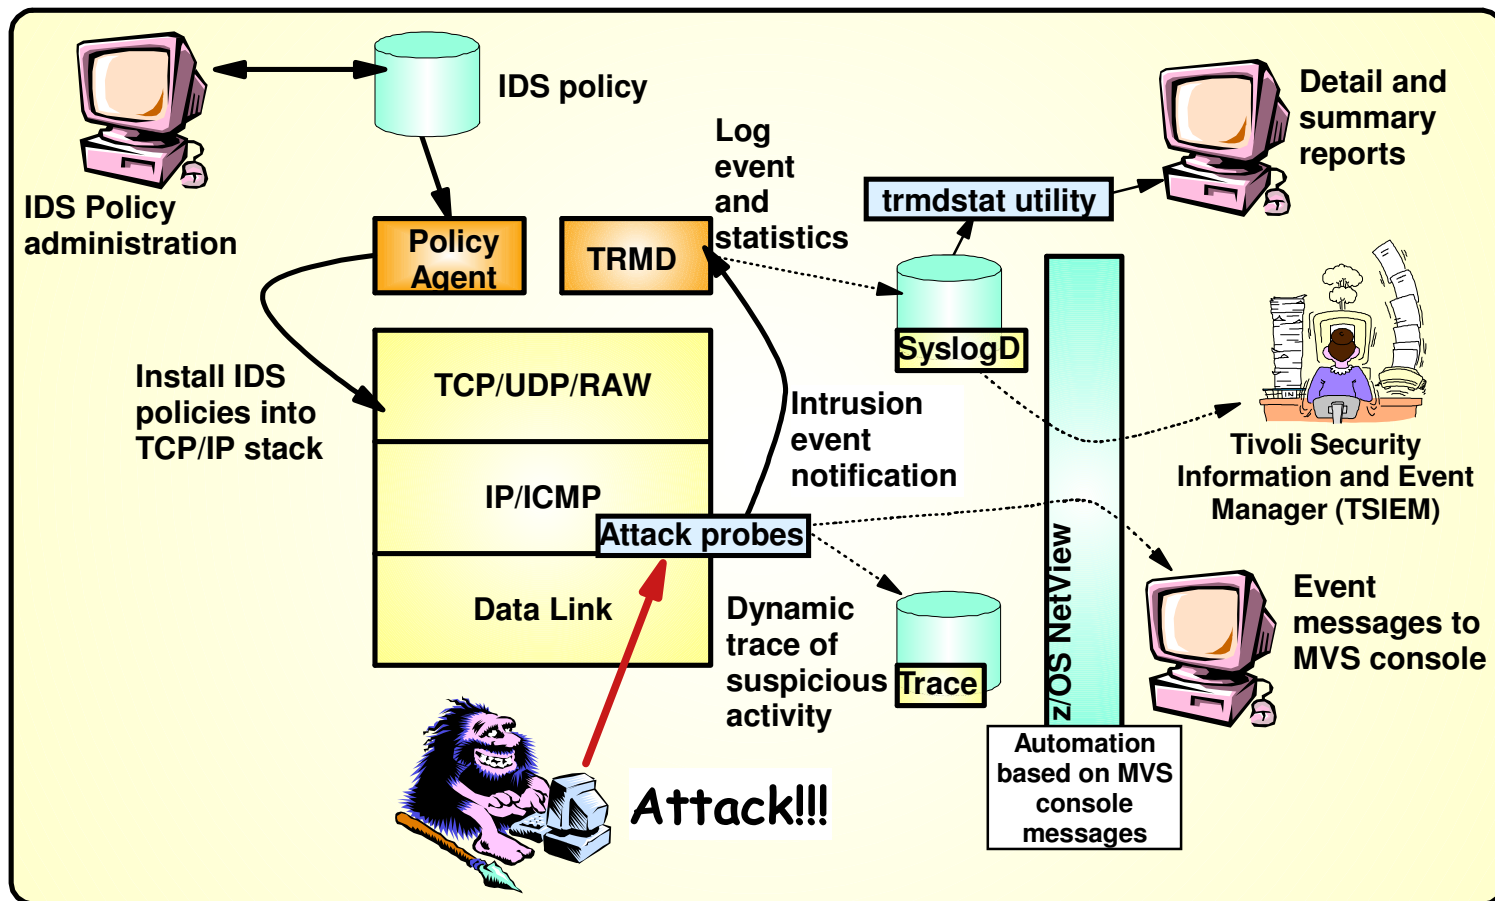 IDS policy
IDS Policy
administration
Policy
Agent
TRMD
Log
event
and
statistics
trmdstat utility
Detail and
summary
reports
SyslogD
Install IDS
policies into
TCP/IP stack
TCP/UDP/RAW
IP/ICMP
Attack probes
Data Link
Intrusion
event
notification
IN
Tivoli Security
Information and Event
Manager (TSIEM)
Dynamic
trace of
suspicious
activity
Trace
z/OS NetView
Event
messages to
MVS console
Automation
based on MVS
console
messages
Attack!!!